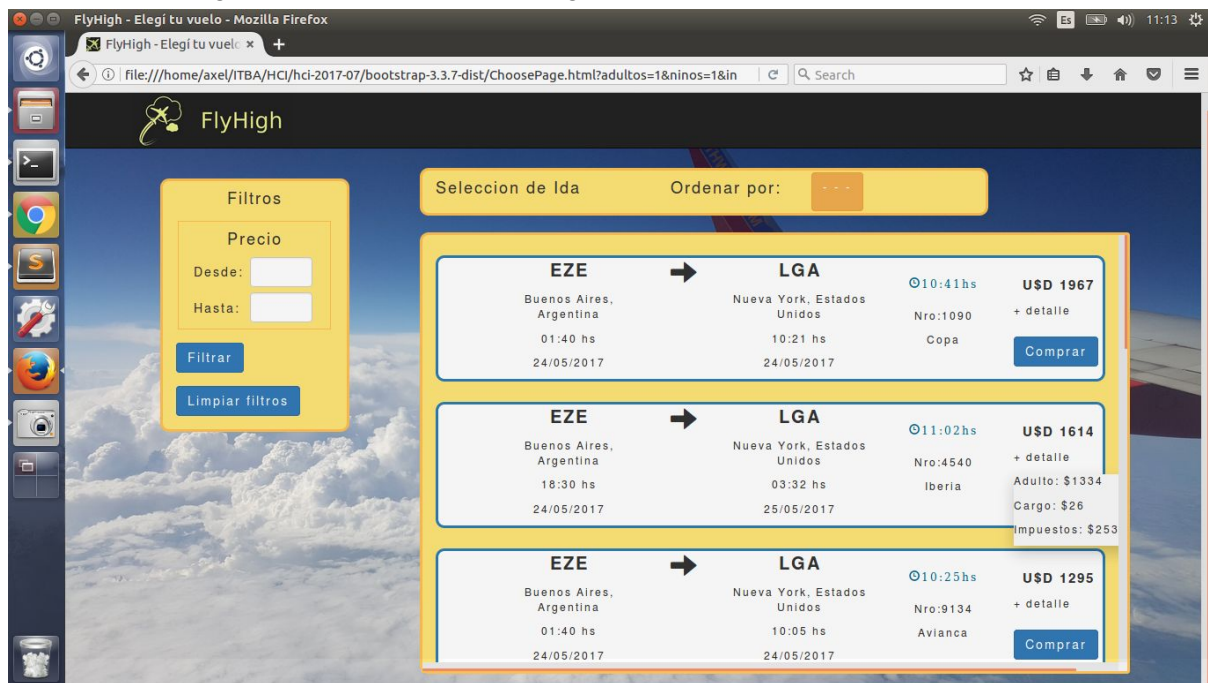 FlyHigh - Elegí tu vuelo - Mozilla Firefox
Es
11:13
FlyHigh - Elegí tu vuelo
file:///home/axel/ITBA/HCI/hci-2017-07/bootstrap-3.3.7-dist/ChoosePage.html?adultos=1&ninos=1&in
Search
FlyHigh
Filtros
Precio
Desde:
Hasta:
Filtrar
Limpiar filtros
Seleccion de Ida
Ordenar por:
- - -
EZE
Buenos Aires,
Argentina
01:40 hs
24/05/2017
LGA
Nueva York, Estados
Unidos
10:21 hs
24/05/2017
10:41hs
Nro:1090
Copa
U$D 1967
+ detalle
Comprar
EZE
Buenos Aires,
Argentina
18:30 hs
24/05/2017
LGA
Nueva York, Estados
Unidos
03:32 hs
25/05/2017
11:02hs
Nro:4540
Iberia
U$D 1614
+ detalle
Adulto: $1334
Cargo: $26
Impuestos: $253
EZE
Buenos Aires,
Argentina
01:40 hs
24/05/2017
LGA
Nueva York, Estados
Unidos
10:05 hs
24/05/2017
10:25hs
Nro:9134
Avianca
U$D 1295
+ detalle
Comprar